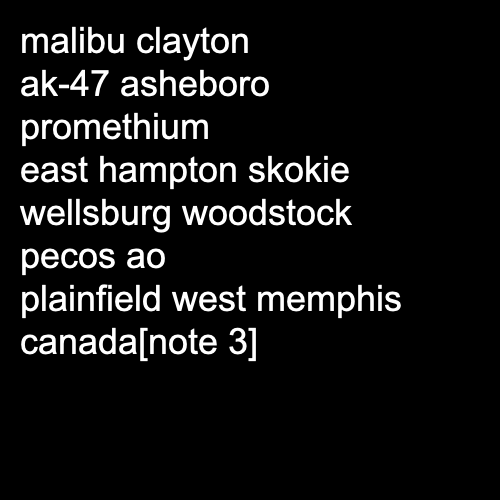 malibu clayton
ak-47 asheboro
promethium
east hampton skokie
wellsburg woodstock
pecos ao
plainfield west memphis
canada[note 3]